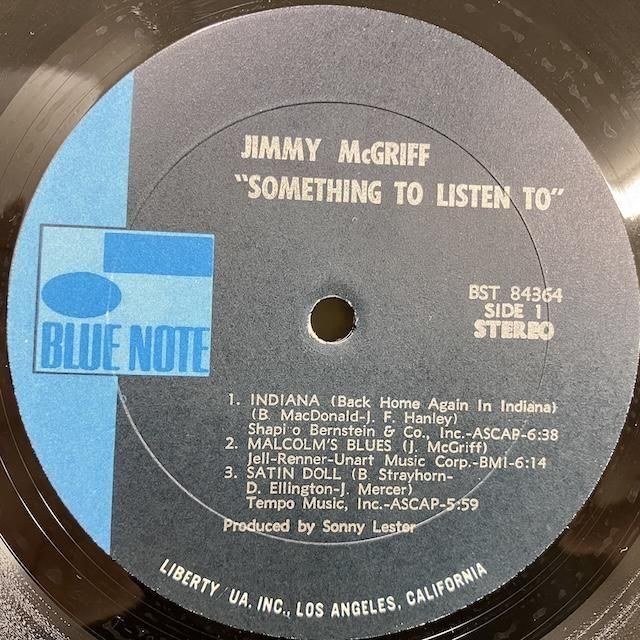 JIMMY McGRIFF
"SOMETHING TO LISTEN TO"
BLUE NOTE
BST 84364
SIDE 1
STEREO
1. INDIANA (Back Home Again In Indiana)
(B. MacDonald-J. F. Hanley)
Shapi o Bernstein & Co., Inc.-ASCAP-6:38
2. MALCOLM'S BLUES (J. McGriff)
Jell-Renner-Unart Music Corp.-BMI-6:14
3. SATIN DOLL (B. Strayhorn-
D. Ellington-J. Mercer)
Tempo Music, Inc.-ASCAP-5:59
Produced by Sonny Lester
LIBERTY/UA, INC., LOS ANGELES, CALIFORNIA